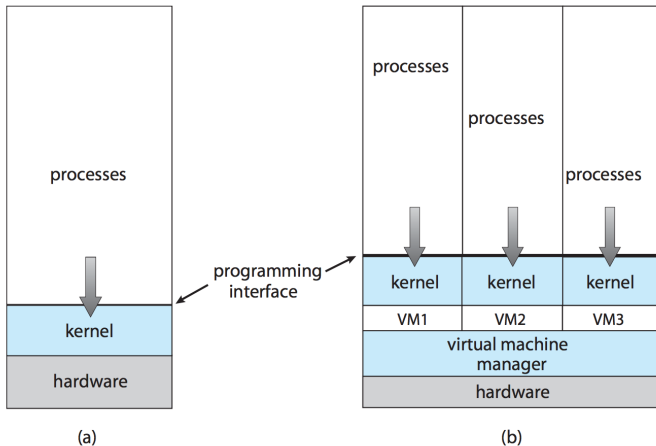 processes
kernel
hardware
(a)
programming
interface
processes
processes
processes
kernel
kernel
kernel
VM1
VM2
VM3
virtual machine
manager
hardware
(b)